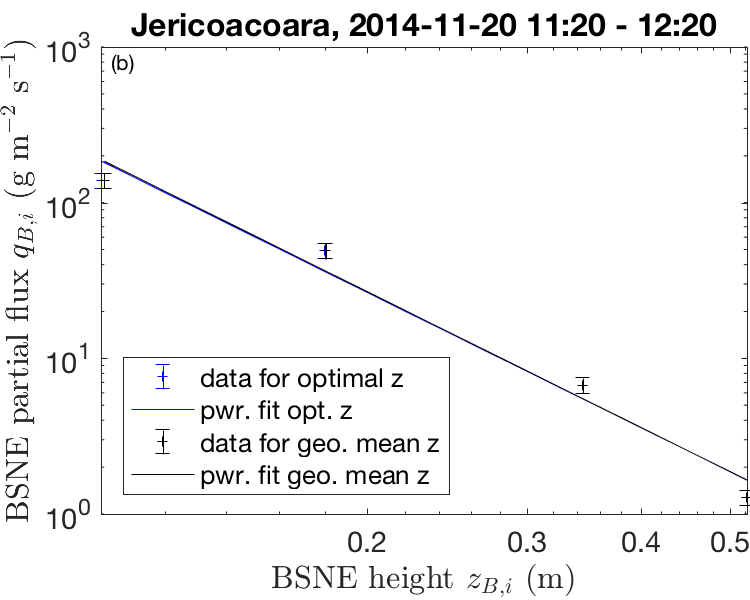 Jericoacoara, 2014-11-20 11:20 - 12:20
(b)
BSNE partial flux q_{B,i} (g m^{-2} s^{-1})
10^3
10^2
10^1
10^0
data for optimal z
pwr. fit opt. z
data for geo. mean z
pwr. fit geo. mean z
0.2 0.3 0.4 0.5
BSNE height z_{B,i} (m)